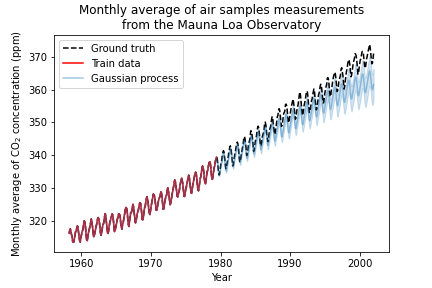 Monthly average of air samples measurements
from the Mauna Loa Observatory
Ground truth
Train data
Gaussian process
Monthly average of CO₂ concentration (ppm)
370
360
350
340
330
320
1960
1970
1980
1990
2000
Year